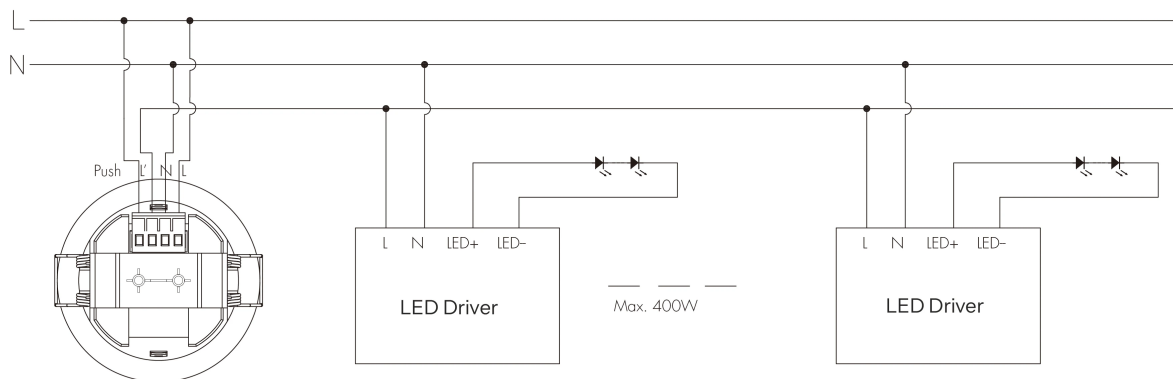 L
N
Push L' N L
L N LED+ LED– L N LED+ LED–
LED Driver Max. 400W LED Driver